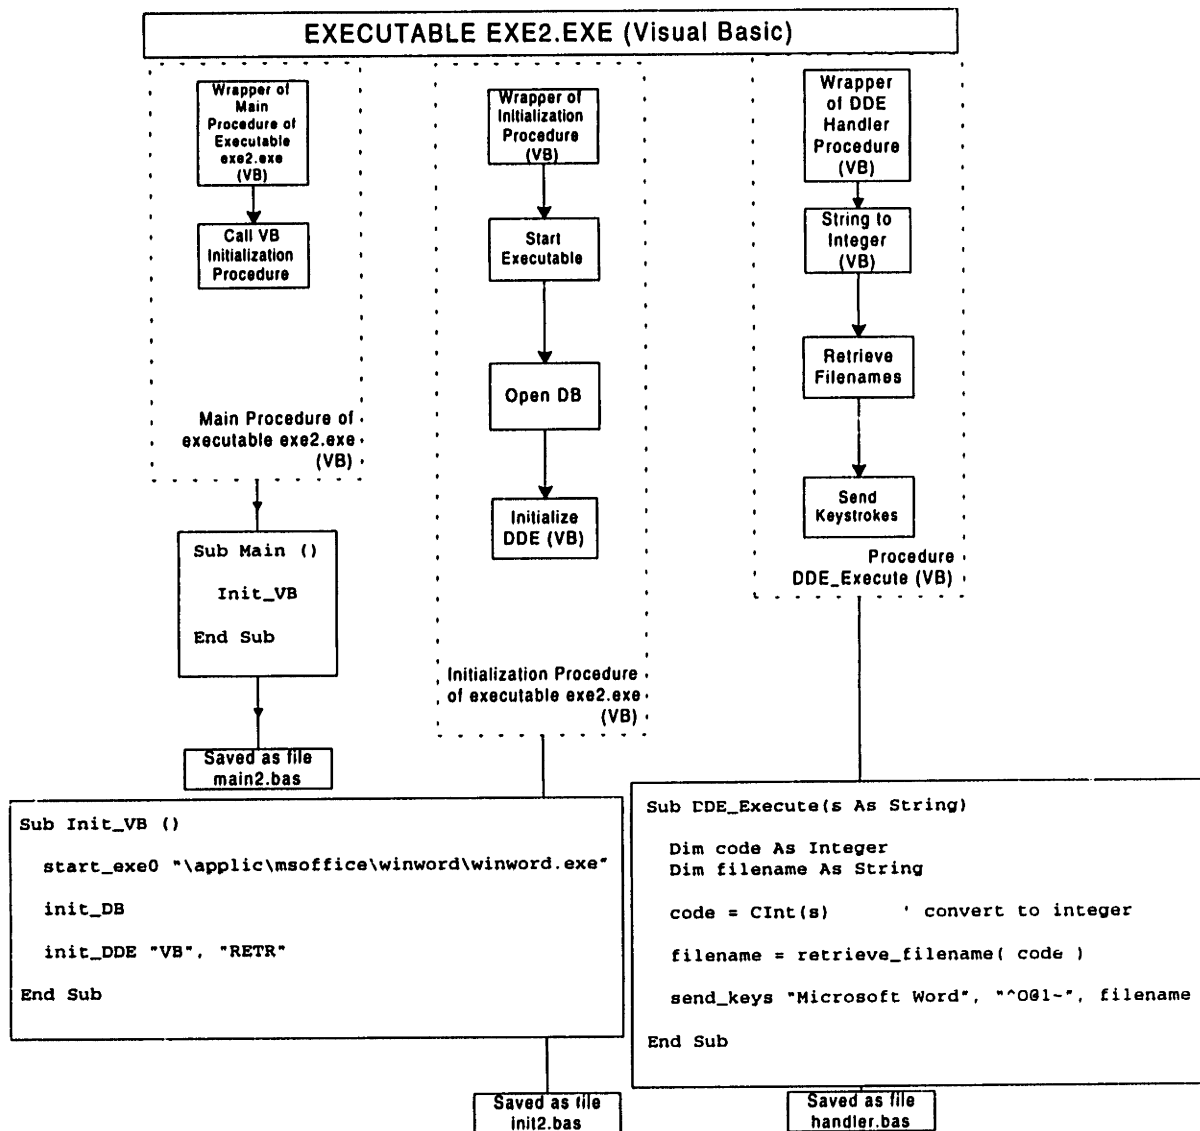 EXECUTABLE EXE2.EXE (Visual Basic)
Wrapper of
Main
Procedure of
Executable
exe2.exe
(VB)
Call VB
Initialization
Procedure
Main Procedure of
executable exe2.exe
(VB)
Sub Main ()
Init_VB
End Sub
Saved as file
main2.bas
Wrapper of
Initialization
Procedure
(VB)
Start
Executable
Open DB
Initialize
DDE (VB)
Initialization Procedure
of executable exe2.exe
(VB)
Sub Init_VB ()
start_exe0 "\applic\msoffice\winword\winword.exe"
init_DB
init_DDE "VB", "RETR"
End Sub
Saved as file
init2.bas
Wrapper
of DDE
Handler
Procedure
(VB)
String to
Integer
(VB)
Retrieve
Filenames
Send
Keystrokes
Procedure
DDE_Execute (VB)
Sub DDE_Execute(s As String)
Dim code As Integer
Dim filename As String
code = CInt(s) ' convert to integer
filename = retrieve_filename( code )
send_keys "Microsoft Word", "^O@1~", filename
End Sub
Saved as file
handler.bas